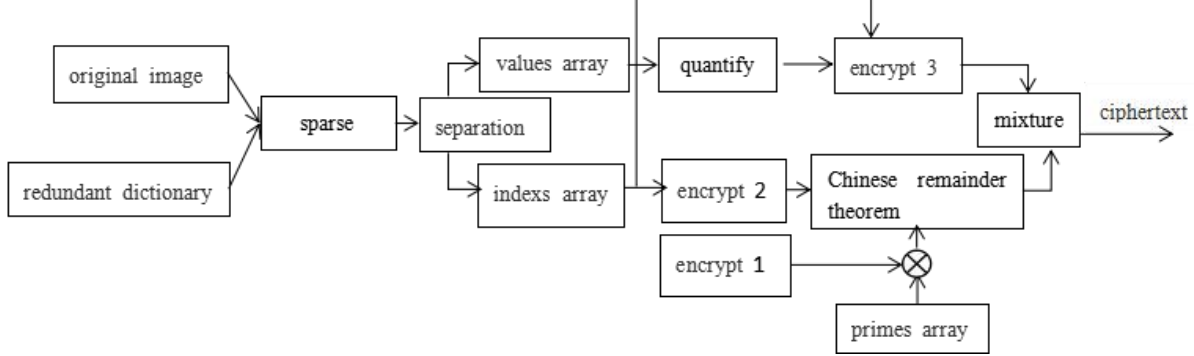 original image
redundant dictionary
sparse
separation
values array
indexs array
quantify
encrypt 3
encrypt 2
encrypt 1
Chinese remainder
theorem
primes array
mixture
ciphertext